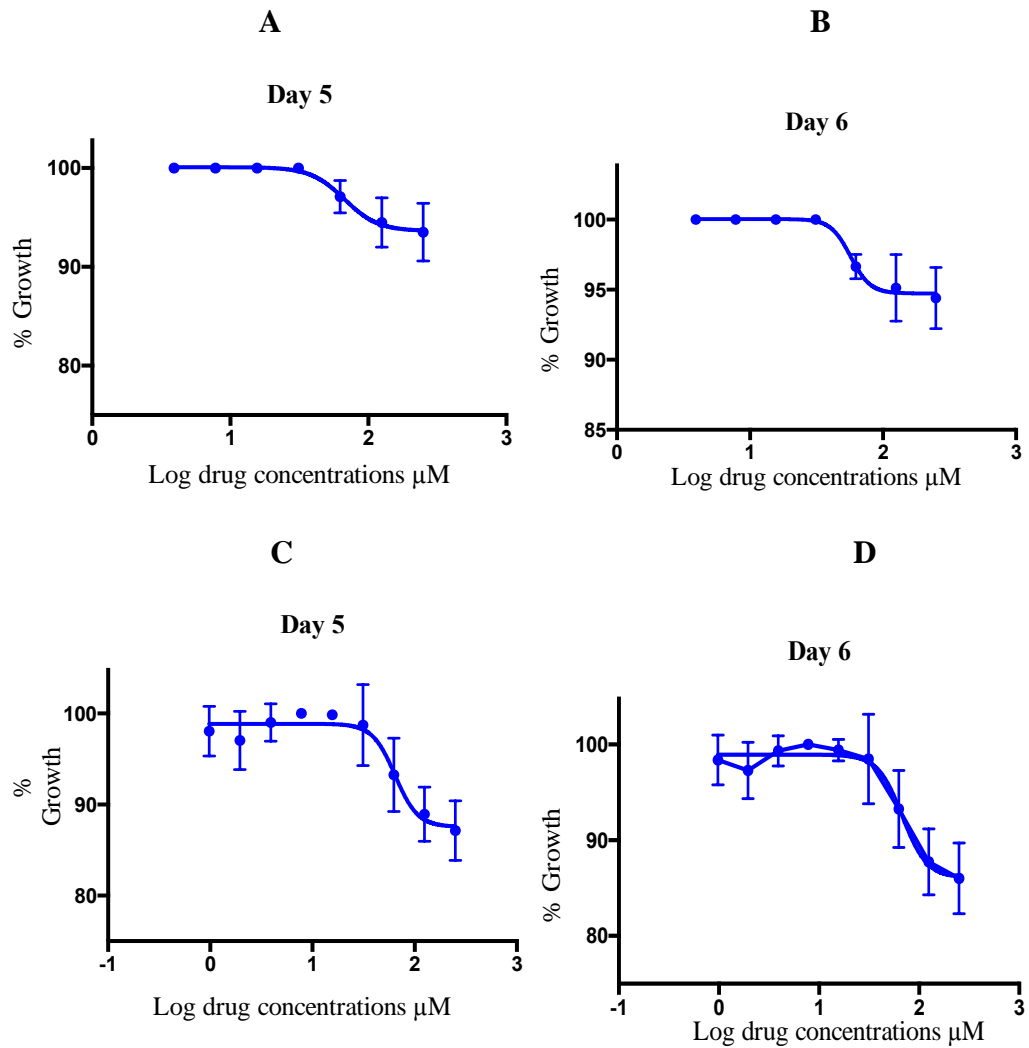 A
Day 5
100
90
80
0
1
2
3
% Growth
Log drug concentrations µM
B
Day 6
100
95
90
85
0
1
2
3
% Growth
Log drug concentrations µM
C
Day 5
100
90
80
-1
0
1
2
3
%
Growth
Log drug concentrations µM
D
Day 6
100
90
80
-1
0
1
2
3
% Growth
Log drug concentrations µM